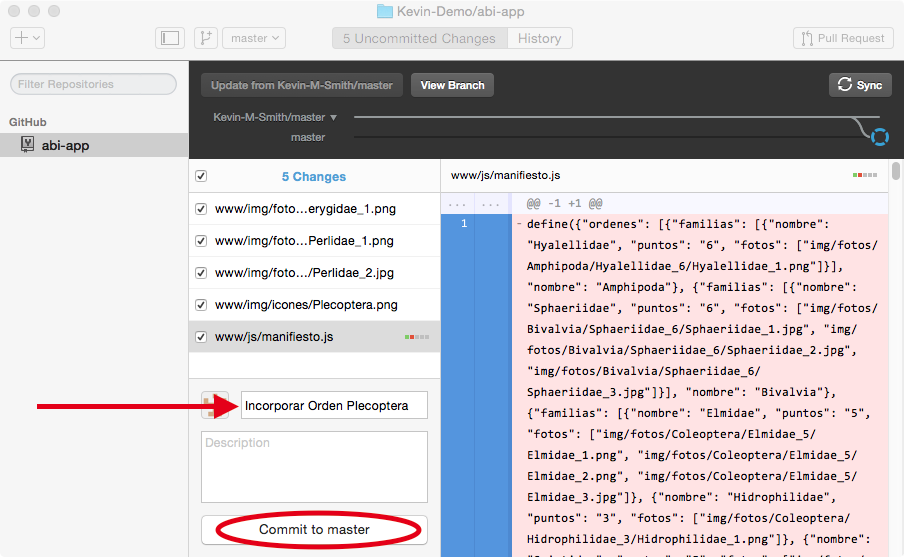 Kevin-Demo/abi-app
master
5 Uncommitted Changes
History
Pull Request
Filter Repositories
GitHub
abi-app
Update from Kevin-M-Smith/master
View Branch
Sync
Kevin-M-Smith/master
master
5 Changes
www/img/foto...erygidae_1.png
www/img/foto...Perlidae_1.png
www/img/foto.../Perlidae_2.jpg
www/img/icones/Plecoptera.png
www/js/manifiesto.js
Incorporar Orden Plecoptera
Description
Commit to master
www/js/manifiesto.js
... ... @@ -1 +1 @@
1 - define({"ordenes": [{"familias": [{"nombre":
"Hyalellidae", "puntos": "6", "fotos": ["img/fotos/
Amphipoda/Hyalellidae_6/Hyalellidae_1.png"]}],
"nombre": "Amphipoda"}, {"familias": [{"nombre":
"Sphaeriidae", "puntos": "6", "fotos": ["img/fotos/
Bivalvia/Sphaeriidae_6/Sphaeriidae_1.jpg", "img/
fotos/Bivalvia/Sphaeriidae_6/Sphaeriidae_2.jpg",
"img/fotos/Bivalvia/Sphaeriidae_6/
Sphaeriidae_3.jpg"]}], "nombre": "Bivalvia"},
{"familias": [{"nombre": "Elmidae", "puntos": "5",
"fotos": ["img/fotos/Coleoptera/Elmidae_5/
Elmidae_1.png", "img/fotos/Coleoptera/Elmidae_5/
Elmidae_2.png", "img/fotos/Coleoptera/Elmidae_5/
Elmidae_3.jpg"]}, {"nombre": "Hidrophilidae",
"puntos": "3", "fotos": ["img/fotos/Coleoptera/
Hidrophilidae_3/Hidrophilidae_1.png"]}, {"nombre":